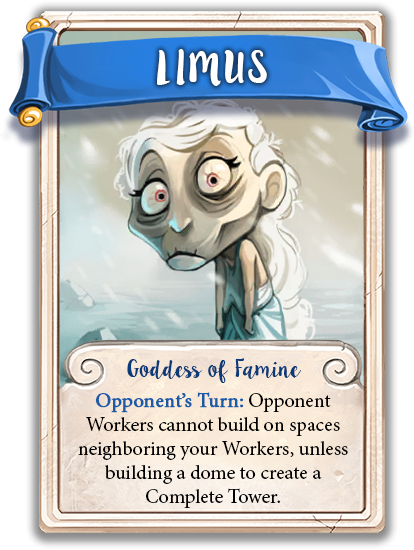 LIMUS
Goddess of Famine
Opponent's Turn: Opponent
Workers cannot build on spaces
neighboring your Workers, unless
building a dome to create a
Complete Tower.